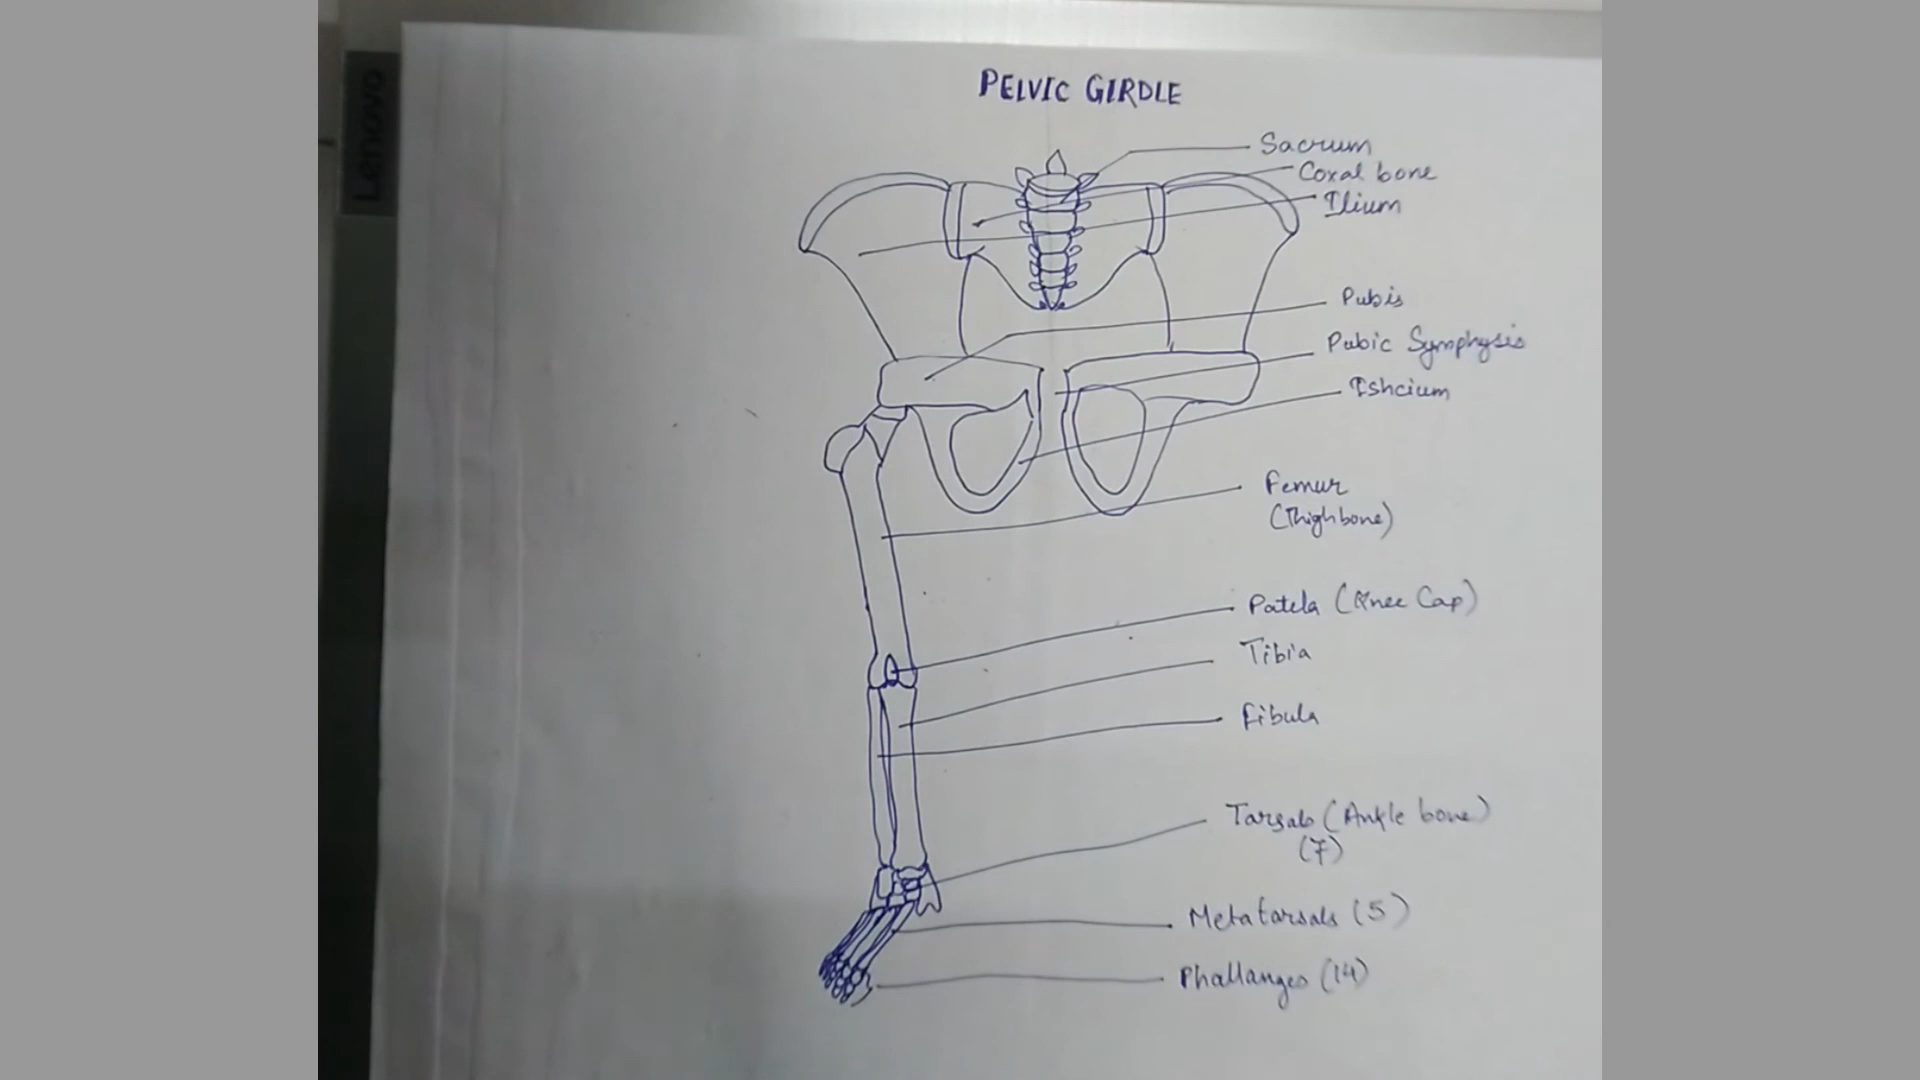 Lenovo
PELVIC GIRDLE
Sacrum
Coxal bone
Ilium
Pubis
Pubic Symphysis
Ishcium
Femur
(Thighbone)
Patela (Knee Cap)
Tibia
Fibula
Tarsals (Ankle bone)
(7)
Metatarsals (5)
Phallanges (14)